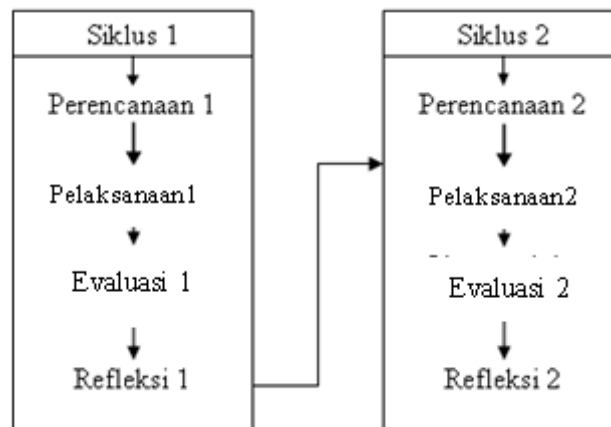 Siklus 1
Perencanaan 1
Pelaksanaan1
Evaluasi 1
Refleksi 1
Siklus 2
Perencanaan 2
Pelaksanaan2
Evaluasi 2
Refleksi 2